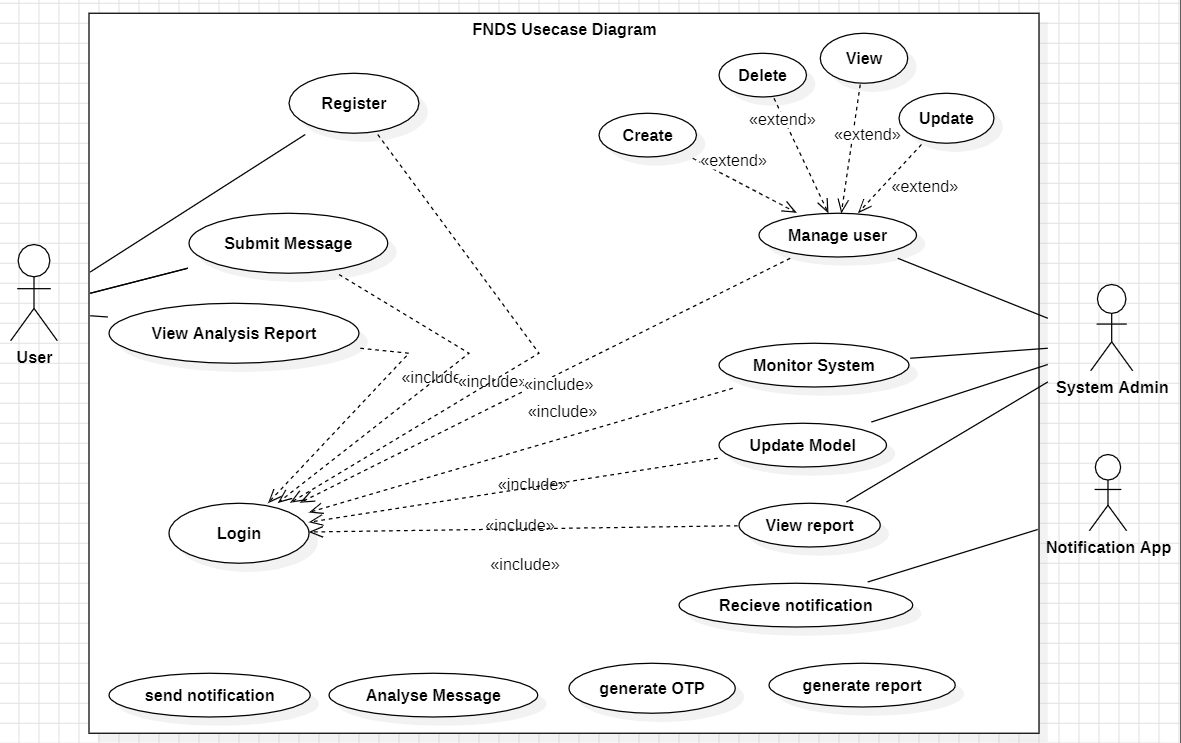 FNDS Usecase Diagram
View
Delete
Register
Update
«extend»
Create
«extend»
«extend»
«extend»
Submit Message
Manage user
View Analysis Report
User
Monitor System
System Admin
«include»
«include»
«include»
«include»
Update Model
«include»
View report
«include»
Login
Notification App
«include»
Recieve notification
generate report
generate OTP
send notification
Analyse Message